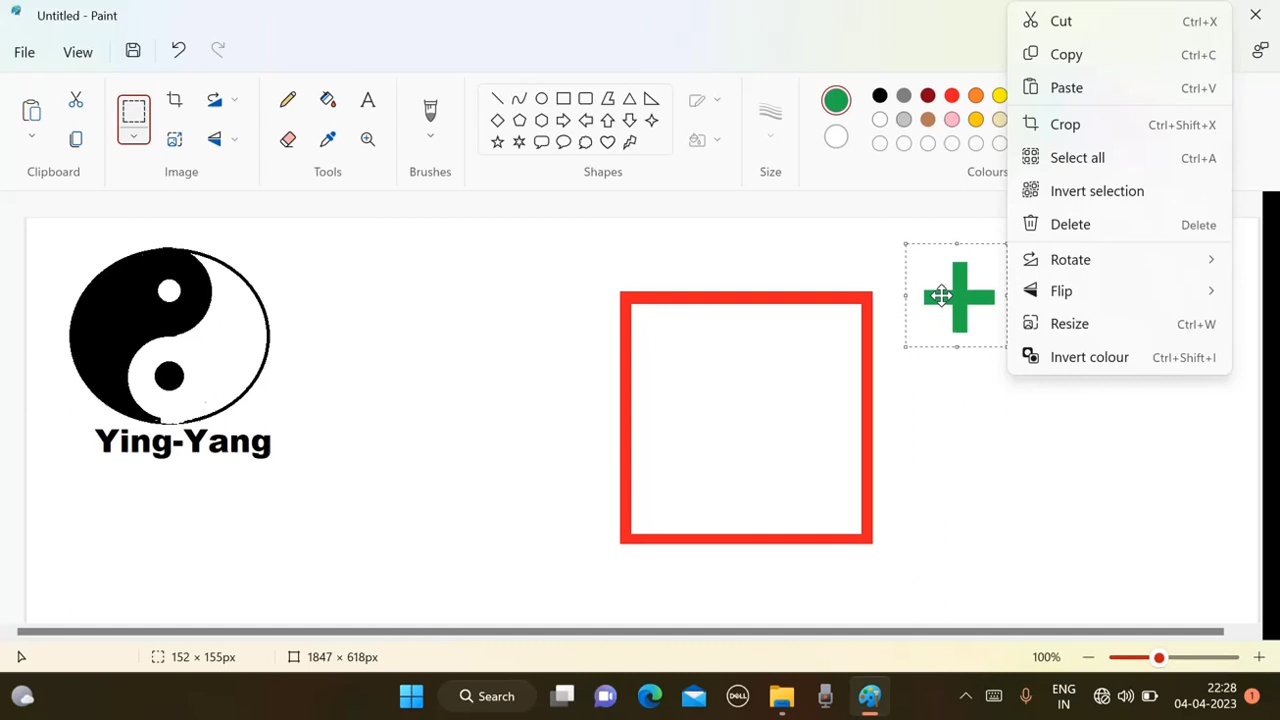 Untitled - Paint
File
View
Clipboard
Image
Tools
Brushes
Shapes
Size
Colours
Cut Ctrl+X
Copy Ctrl+C
Paste Ctrl+V
Crop Ctrl+Shift+X
Select all Ctrl+A
Invert selection
Delete Delete
Rotate
Flip
Resize Ctrl+W
Invert colour Ctrl+Shift+I
Ying-Yang
152 × 155px
1847 × 618px
100%
Search
DELL
ENG
IN
22:28
04-04-2023
1